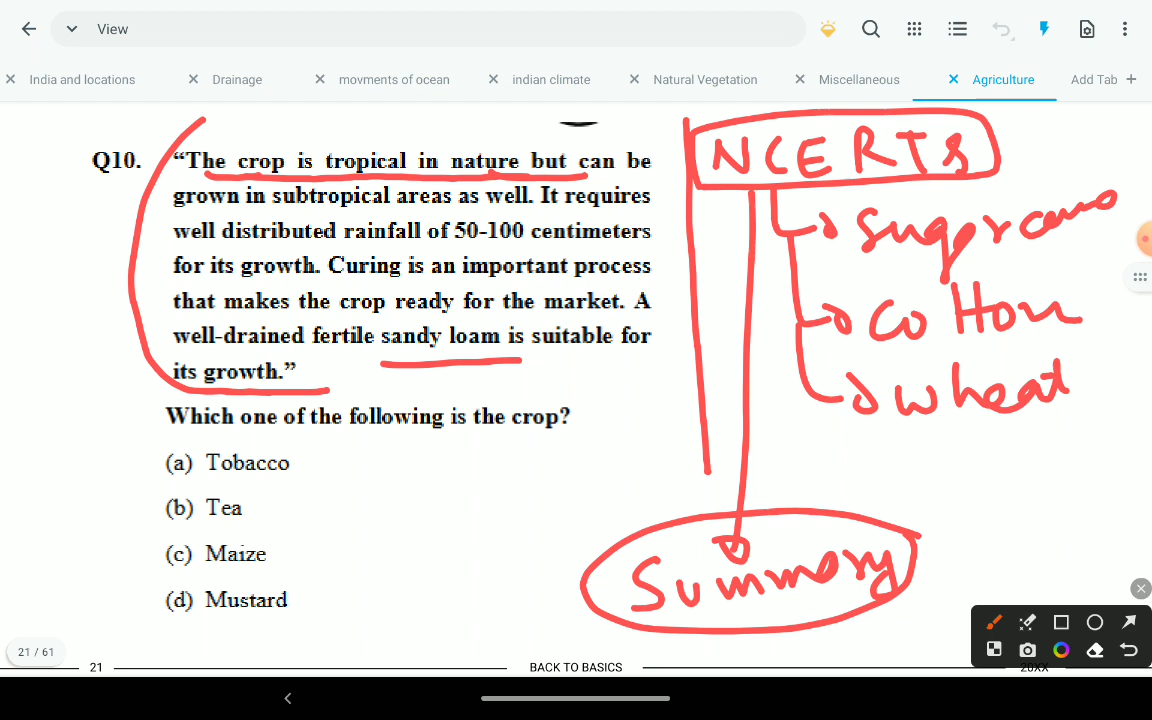 View
India and locations
Drainage
movments of ocean
indian climate
Natural Vegetation
Miscellaneous
Agriculture
Add Tab
Q10. “The crop is tropical in nature but can be
grown in subtropical areas as well. It requires
well distributed rainfall of 50-100 centimeters
for its growth. Curing is an important process
that makes the crop ready for the market. A
well-drained fertile sandy loam is suitable for
its growth.”
Which one of the following is the crop?
(a) Tobacco
(b) Tea
(c) Maize
(d) Mustard
NCERTS
Cotton
wheat
Summory
21 / 61
21
BACK TO BASICS
20XX